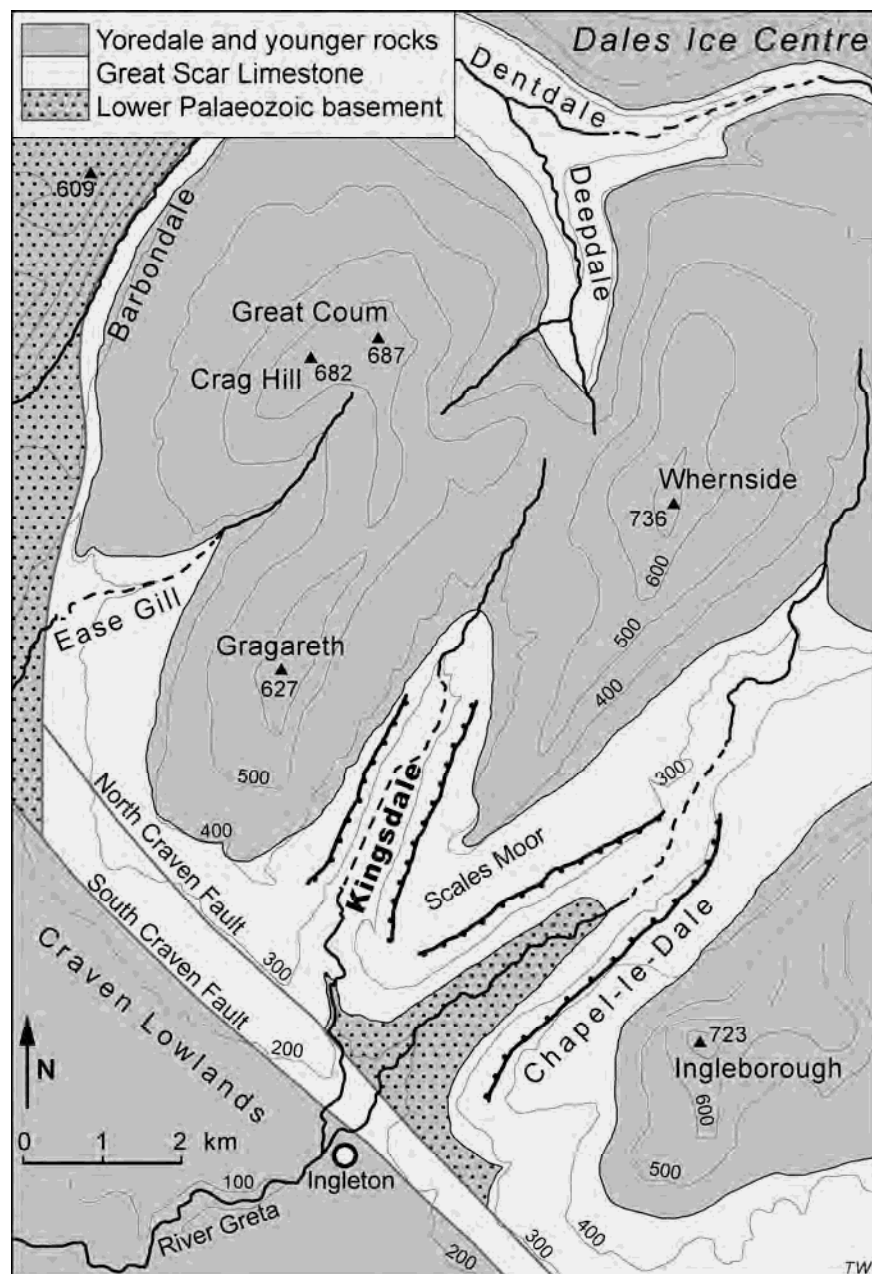 Yoredale and younger rocks
Great Scar Limestone
Lower Palaeozoic basement
Dales Ice Centre
Dentdale
Deepdale
609
Barbondale
Great Coum
687
Crag Hill
682
Whernside
736
600
500
400
Ease Gill
Gragareth
627
500
400
North Craven Fault
South Craven Fault
Kingsdale
300
Scales Moor
300
200
Craven Lowlands
Chapel-le-Dale
723
Ingleborough
600
500
400
N
0 1 2 km
Ingleton
100
River Greta
200
300
TW